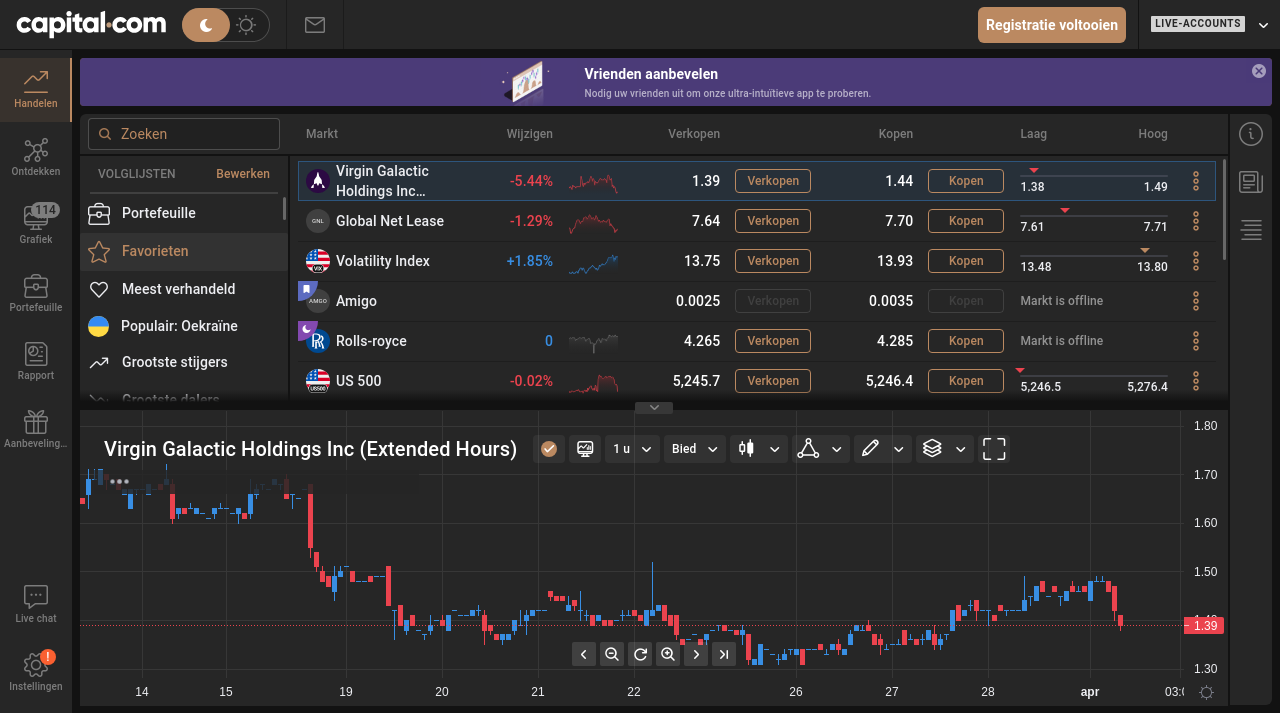 capital.com
Registratie voltooien
LIVE-ACCOUNTS
Vrienden aanbevelen
Nodig uw vrienden uit om onze ultra-intuïtieve app te proberen.
Handelen
Ontdekken
114
Grafiek
Portefeuille
Rapport
Aanbeveling...
Live chat
!
Instellingen
Zoeken
VOLGLIJSTEN Bewerken
Portefeuille
Favorieten
Meest verhandeld
Populair: Oekraïne
Grootste stijgers
Grootste dalers
Markt Wijzigen Verkopen Kopen Laag Hoog
Virgin Galactic
Holdings Inc... -5.44% 1.39 Verkopen 1.44 Kopen 1.38 1.49
GNL Global Net Lease -1.29% 7.64 Verkopen 7.70 Kopen 7.61 7.71
VIX Volatility Index +1.85% 13.75 Verkopen 13.93 Kopen 13.48 13.80
AMIGO Amigo 0.0025 Verkopen 0.0035 Kopen Markt is offline
Rolls-royce 0 4.265 Verkopen 4.285 Kopen Markt is offline
US500 US 500 -0.02% 5,245.7 Verkopen 5,246.4 Kopen 5,246.5 5,276.4
Virgin Galactic Holdings Inc (Extended Hours) 1 u Bied
1.80
1.70
1.60
1.50
1.39
1.30
14 15 19 20 21 22 26 27 28 apr 03: